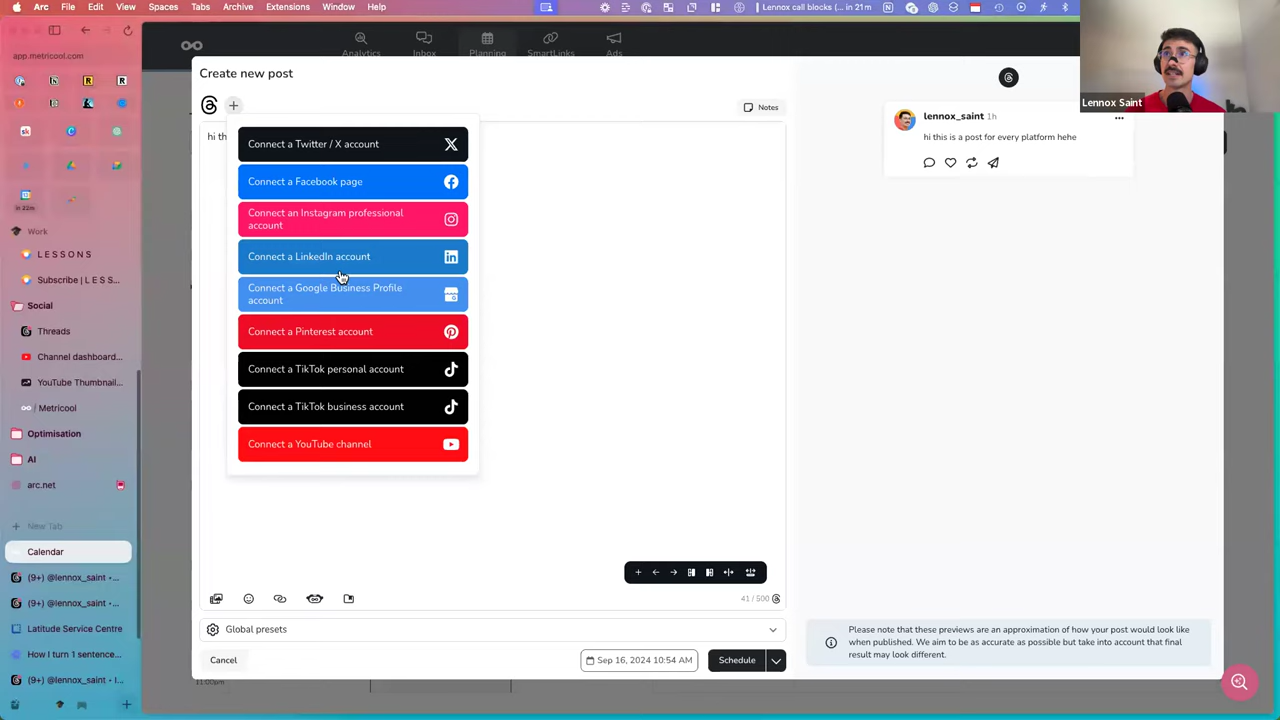 Arc
File
Edit
View
Spaces
Tabs
Archive
Extensions
Window
Help
Lennox call blocks (.. in 21m
app.metricool.com
in 22m
Work
L E S S O N S
Subscribe | L E S S...
Social
Threads
Channel dashboard...
YouTube Thumbnail...
/ Metricool
Optimisation
AI
arc.net
New Tab
Calendar
(9+) @lennox_saint •...
(9+) @lennox_saint •...
Latitude Service Centre
How I turn 1 sentence...
(9+) @lennox_saint • I...
Analytics
Inbox
Planning
SmartLinks
Ads
Create new post
Notes
hi th
Connect a Twitter / X account
Connect a Facebook page
Connect an Instagram professional
account
Connect a LinkedIn account
Connect a Google Business Profile
account
Connect a Pinterest account
Connect a TikTok personal account
Connect a TikTok business account
Connect a YouTube channel
41 / 500
Global presets
Cancel
Sep 16, 2024 10:54 AM
Schedule
11:00pm
Lennox Saint
lennox_saint 1h
hi this is a post for every platform hehe
Please note that these previews are an approximation of how your post would look like
when published. We aim to be as accurate as possible but take into account that final
result may look different.